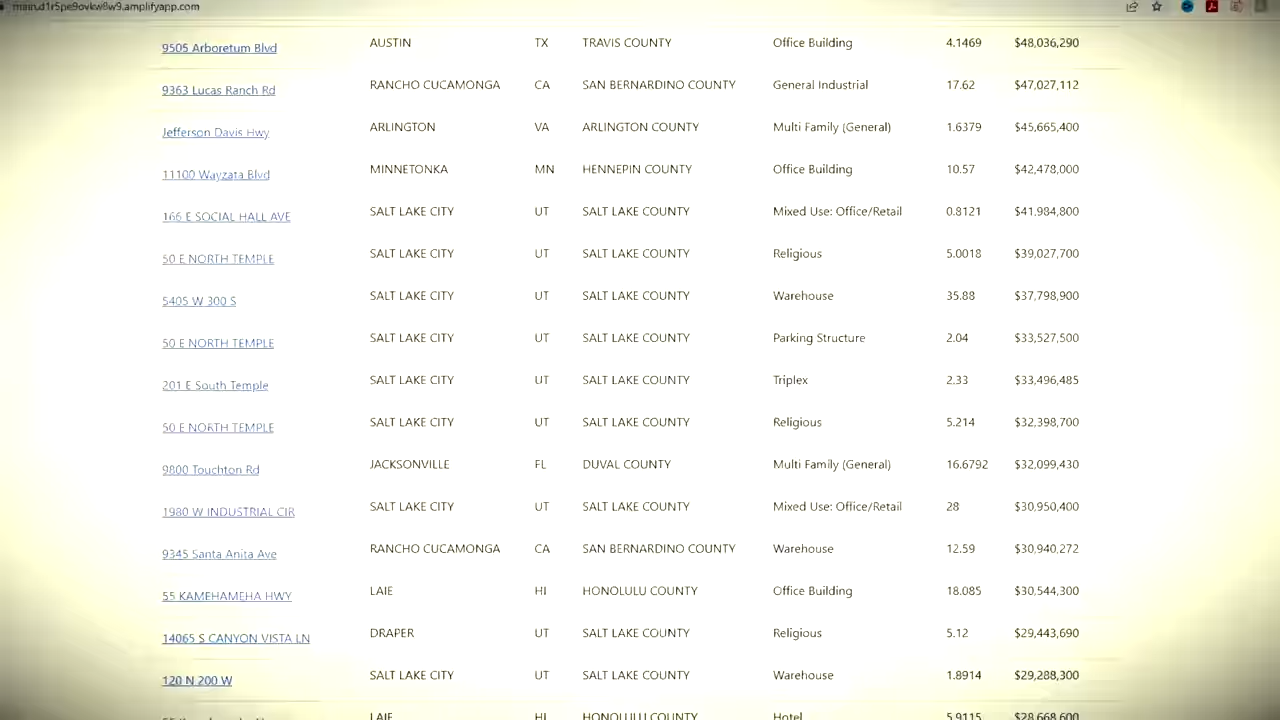 9505 Arboretum Blvd AUSTIN TX TRAVIS COUNTY Office Building 4.1469 $48,036,290
9363 Lucas Ranch Rd RANCHO CUCAMONGA CA SAN BERNARDINO COUNTY General Industrial 17.62 $47,027,112
Jefferson Davis Hwy ARLINGTON VA ARLINGTON COUNTY Multi Family (General) 1.6379 $45,665,400
11100 Wayzata Blvd MINNETONKA MN HENNEPIN COUNTY Office Building 10.57 $42,478,000
166 E SOCIAL HALL AVE SALT LAKE CITY UT SALT LAKE COUNTY Mixed Use: Office/Retail 0.8121 $41,984,800
50 E NORTH TEMPLE SALT LAKE CITY UT SALT LAKE COUNTY Religious 5.0018 $39,027,700
5405 W 300 S SALT LAKE CITY UT SALT LAKE COUNTY Warehouse 35.88 $37,798,900
50 E NORTH TEMPLE SALT LAKE CITY UT SALT LAKE COUNTY Parking Structure 2.04 $33,527,500
201 E South Temple SALT LAKE CITY UT SALT LAKE COUNTY Triplex 2.33 $33,496,485
50 E NORTH TEMPLE SALT LAKE CITY UT SALT LAKE COUNTY Religious 5.214 $32,398,700
9800 Touchton Rd JACKSONVILLE FL DUVAL COUNTY Multi Family (General) 16.6792 $32,099,430
1980 W INDUSTRIAL CIR SALT LAKE CITY UT SALT LAKE COUNTY Mixed Use: Office/Retail 28 $30,950,400
9345 Santa Anita Ave RANCHO CUCAMONGA CA SAN BERNARDINO COUNTY Warehouse 12.59 $30,940,272
55 KAMEHAMEHA HWY LAIE HI HONOLULU COUNTY Office Building 18.085 $30,544,300
14065 S CANYON VISTA LN DRAPER UT SALT LAKE COUNTY Religious 5.12 $29,443,690
120 N 200 W SALT LAKE CITY UT SALT LAKE COUNTY Warehouse 1.8914 $29,288,300
LAIE HI HONOLULU COUNTY Hotel 5.9115 $28,668,600